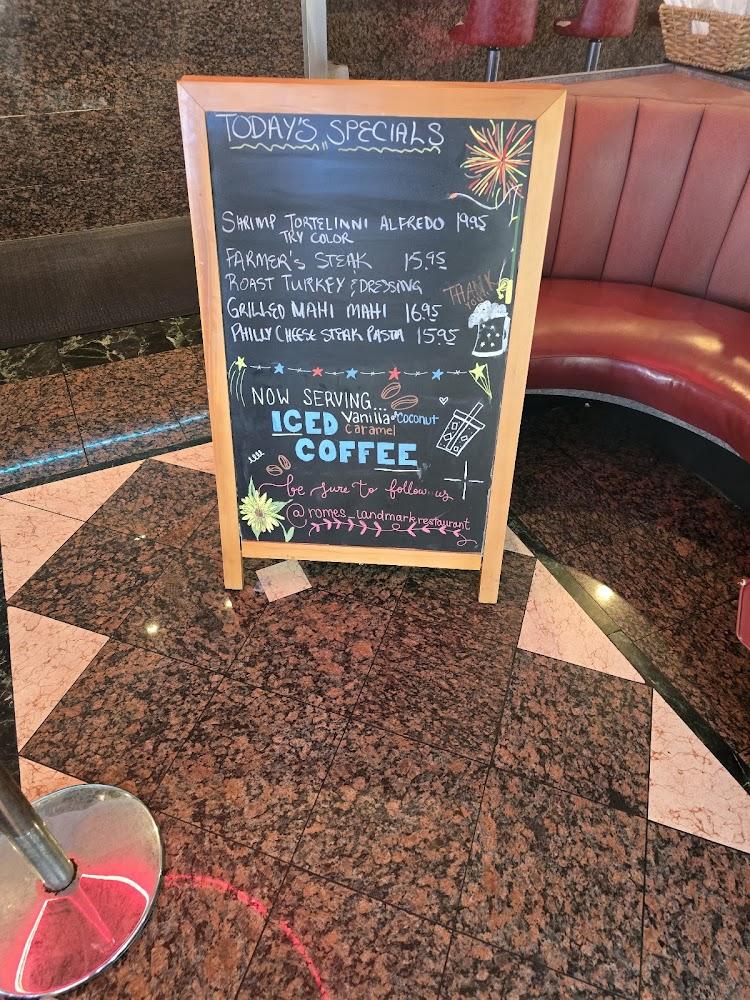 TODAY'S SPECIALS
SHRIMP TORTELINNI ALFREDO 19.95
TRY COLOR
FARMER'S STEAK 15.95
ROAST TURKEY & DRESSING
GRILLED MAHI MAHI 16.95
PHILLY CHEESE STEAK PASTA 15.95
THANK
YOU!
NOW SERVING...
ICED Vanilla Coconut
Caramel
COFFEE
be sure to follow us
@romes_landmarkrestaurant